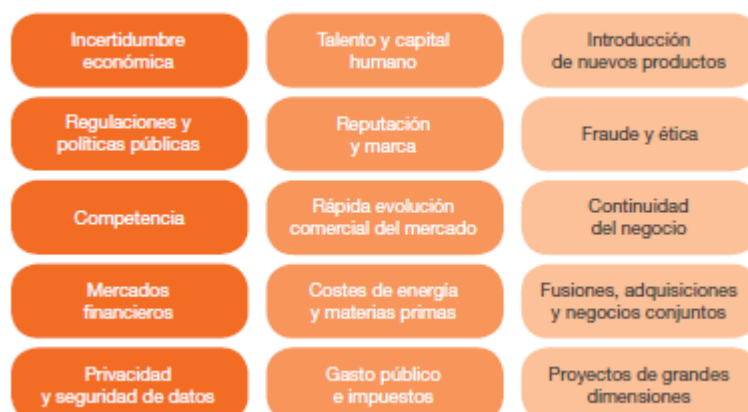 Incertidumbre
económica
Talento y capital
humano
Introducción
de nuevos productos
Regulaciones y
políticas públicas
Reputación
y marca
Fraude y ética
Competencia
Rápida evolución
comercial del mercado
Continuidad
del negocio
Mercados
financieros
Costes de energía
y materias primas
Fusiones, adquisiciones
y negocios conjuntos
Privacidad
y seguridad de datos
Gasto público
e impuestos
Proyectos de grandes
dimensiones